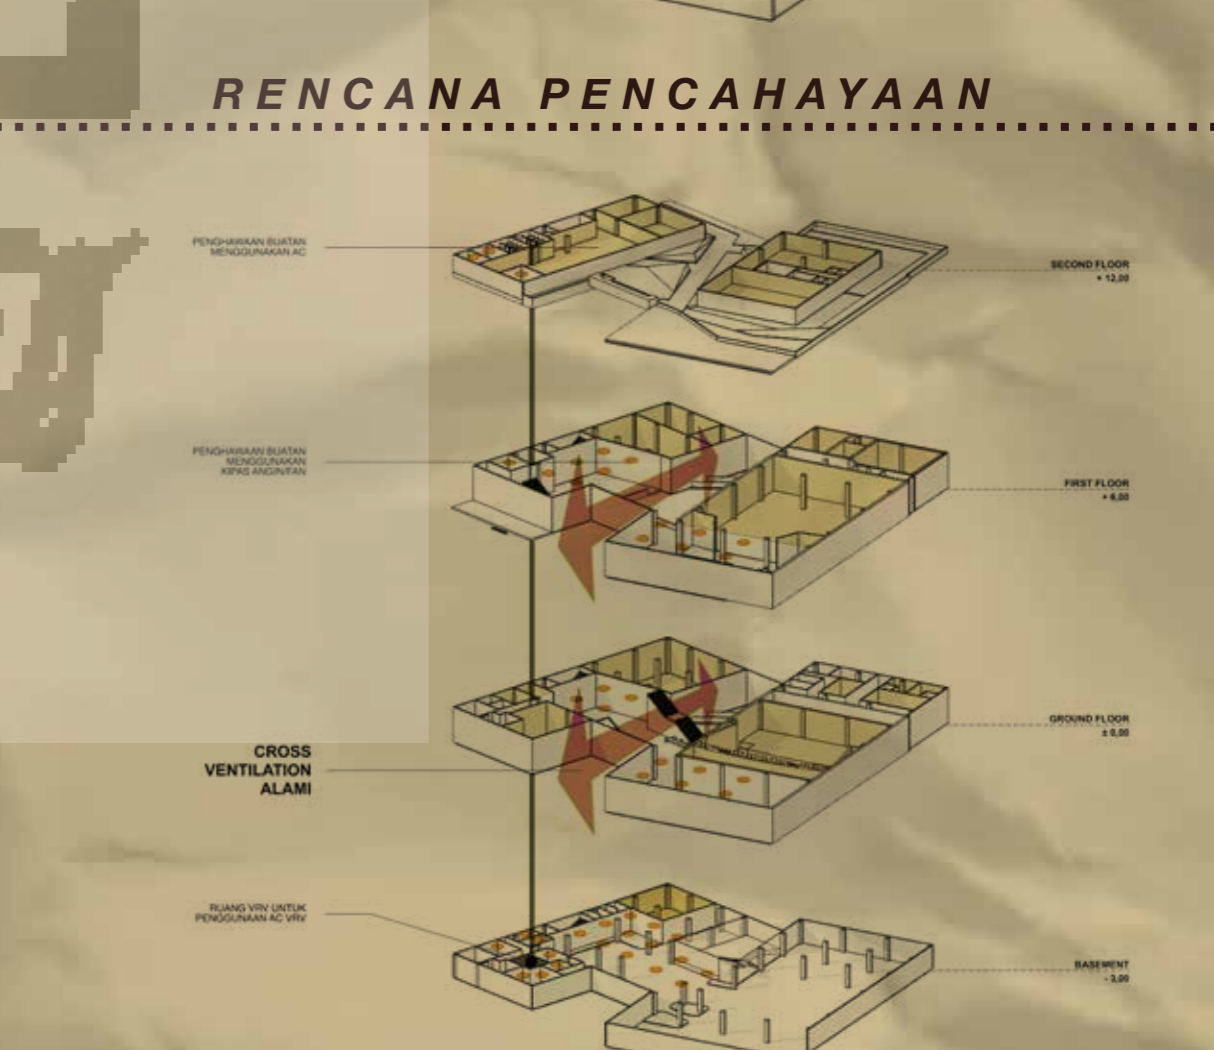 RENCANA PENCAHAYAAN
PENGHAWAAN BUATAN
MENGGUNAKAN AC
SECOND FLOOR
+ 12,00
PENGHAWAAN BUATAN
MENGGUNAKAN
KIPAS ANGIN/FAN
FIRST FLOOR
+ 6,00
GROUND FLOOR
± 0,00
CROSS
VENTILATION
ALAMI
RUANG VRV UNTUK
PENGGUNAAN AC VRV
BASEMENT
- 3,00